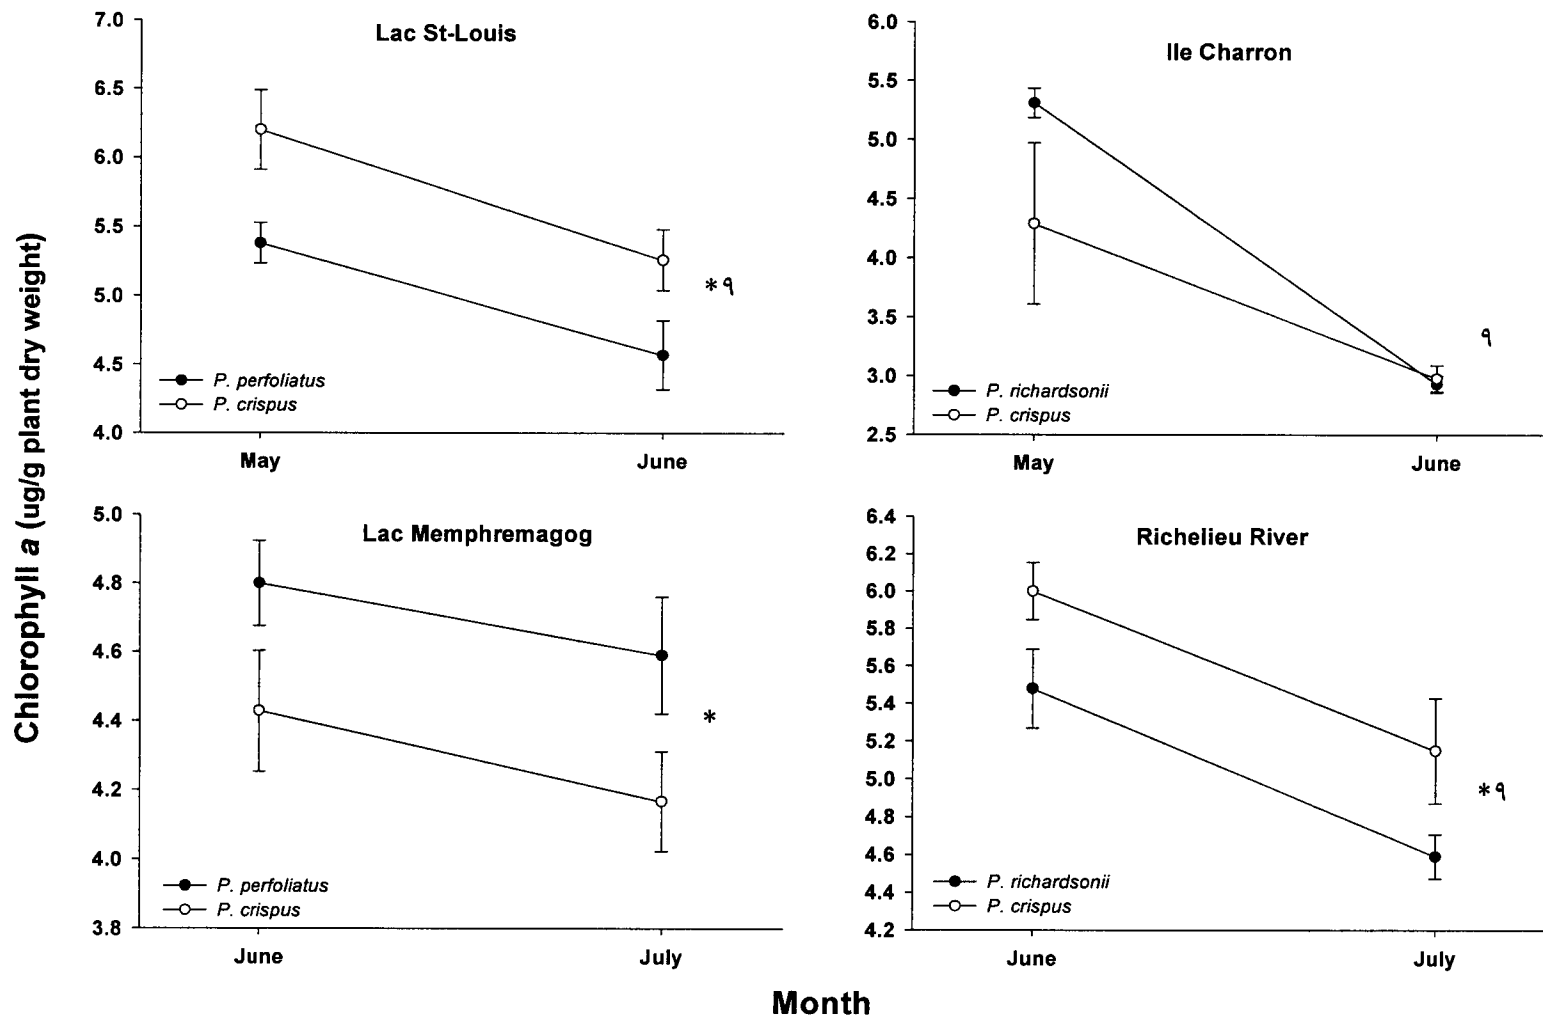 Chlorophyll a (ug/g plant dry weight)
Lac St-Louis
7.0
6.5
6.0
5.5
5.0
4.5
4.0
* ٩
P. perfoliatus
P. crispus
May June
Ile Charron
6.0
5.5
5.0
4.5
4.0
3.5
3.0
2.5
٩
P. richardsonii
P. crispus
May June
Lac Memphremagog
5.0
4.8
4.6
4.4
4.2
4.0
3.8
*
P. perfoliatus
P. crispus
June July
Richelieu River
6.4
6.2
6.0
5.8
5.6
5.4
5.2
5.0
4.8
4.6
4.4
4.2
* ٩
P. richardsonii
P. crispus
June July
Month